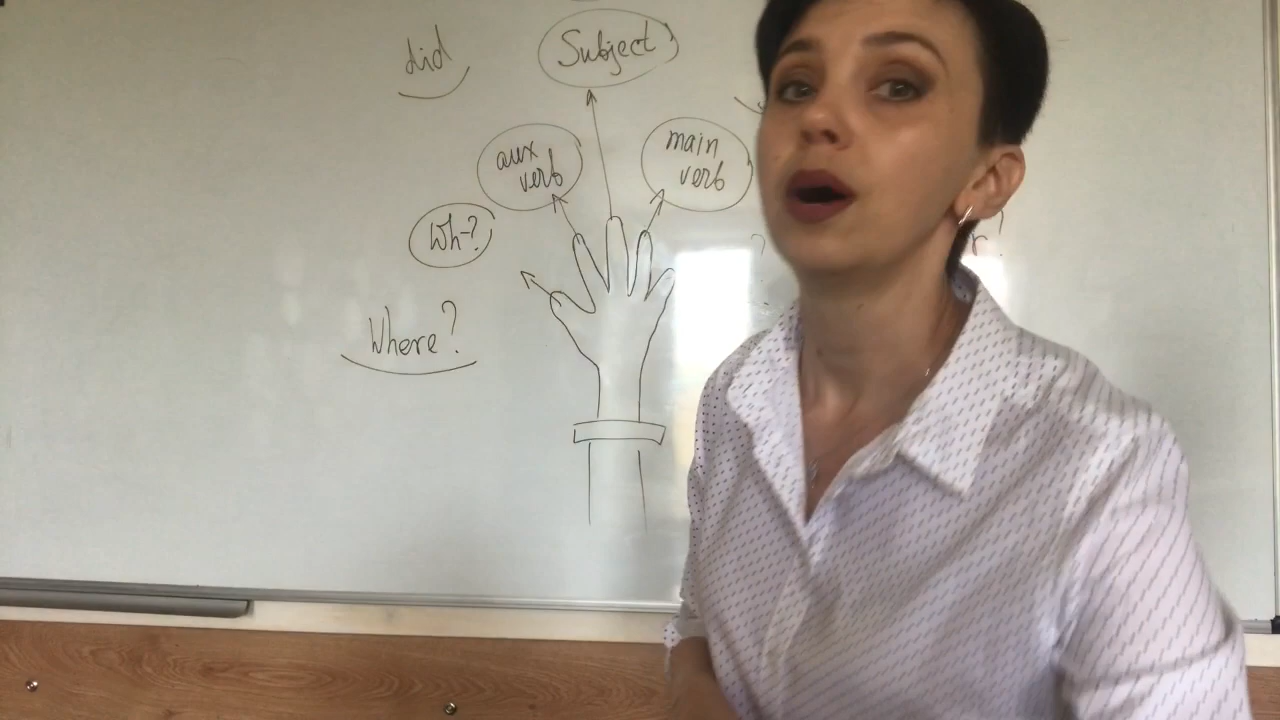 did
Subject
aux
verb
main
verb
Wh-?
Where?
?
r?